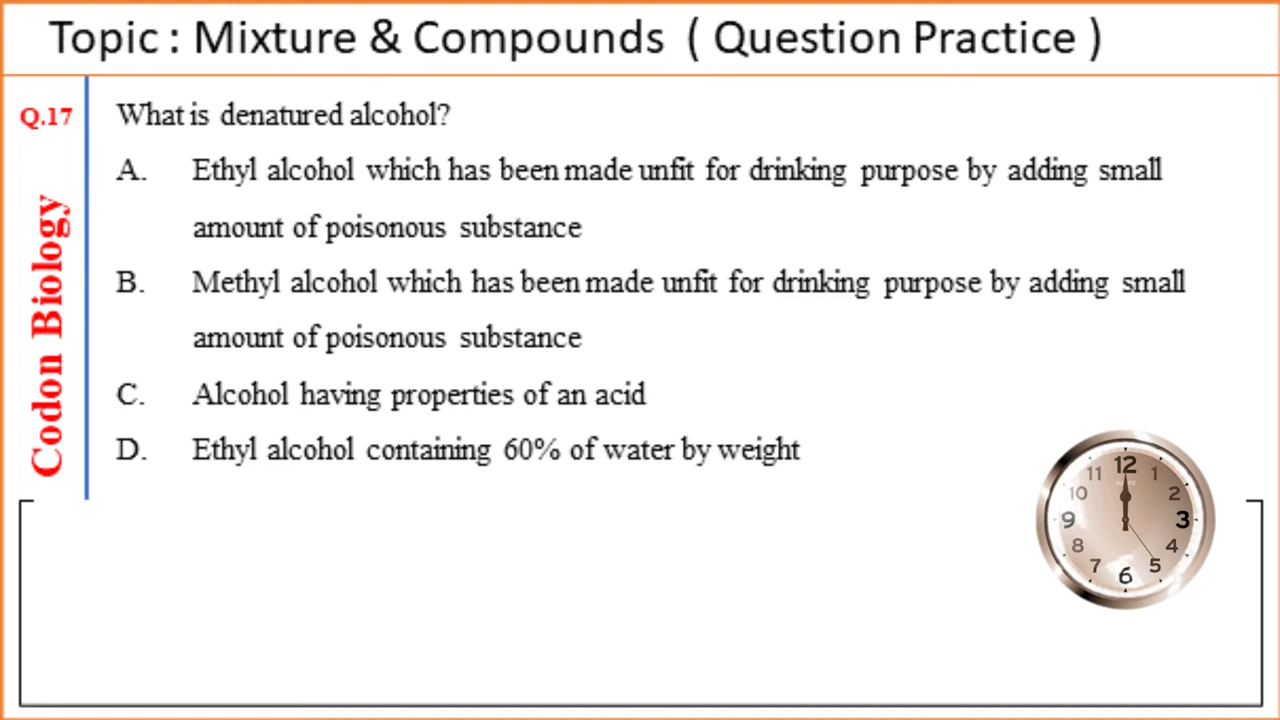 Topic : Mixture & Compounds ( Question Practice )
Q.17
What is denatured alcohol?
A. Ethyl alcohol which has been made unfit for drinking purpose by adding small
amount of poisonous substance
B. Methyl alcohol which has been made unfit for drinking purpose by adding small
amount of poisonous substance
C. Alcohol having properties of an acid
D. Ethyl alcohol containing 60% of water by weight
Codon Biology
12
1
2
3
4
5
6
7
8
9
10
11